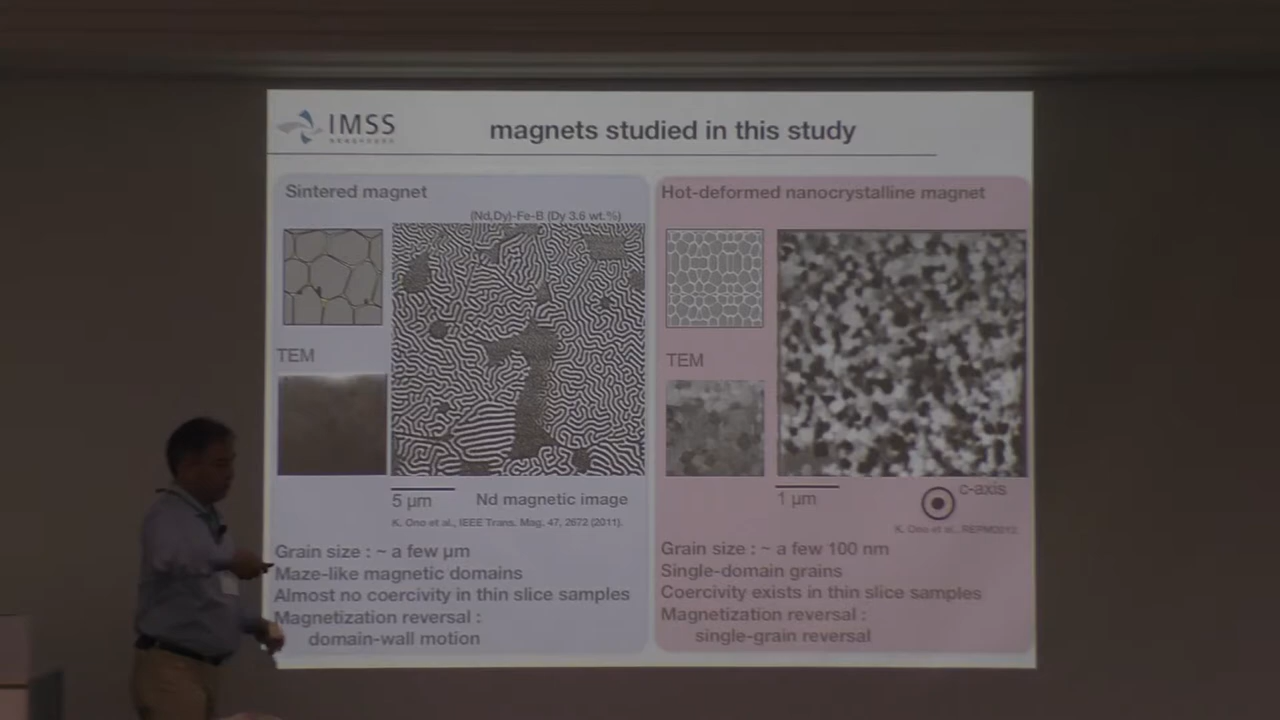 IMSS
magnets studied in this study
Sintered magnet
(Nd,Dy)-Fe-B (Dy 3.6 wt.%)
TEM
5 µm
Nd magnetic image
K. Ono et al., IEEE Trans. Mag. 47, 2672 (2011).
Grain size : ~ a few µm
Maze-like magnetic domains
Almost no coercivity in thin slice samples
Magnetization reversal :
domain-wall motion
Hot-deformed nanocrystalline magnet
TEM
1 µm
c-axis
K. Ono et al., REPM2012.
Grain size : ~ a few 100 nm
Single-domain grains
Coercivity exists in thin slice samples
Magnetization reversal :
single-grain reversal